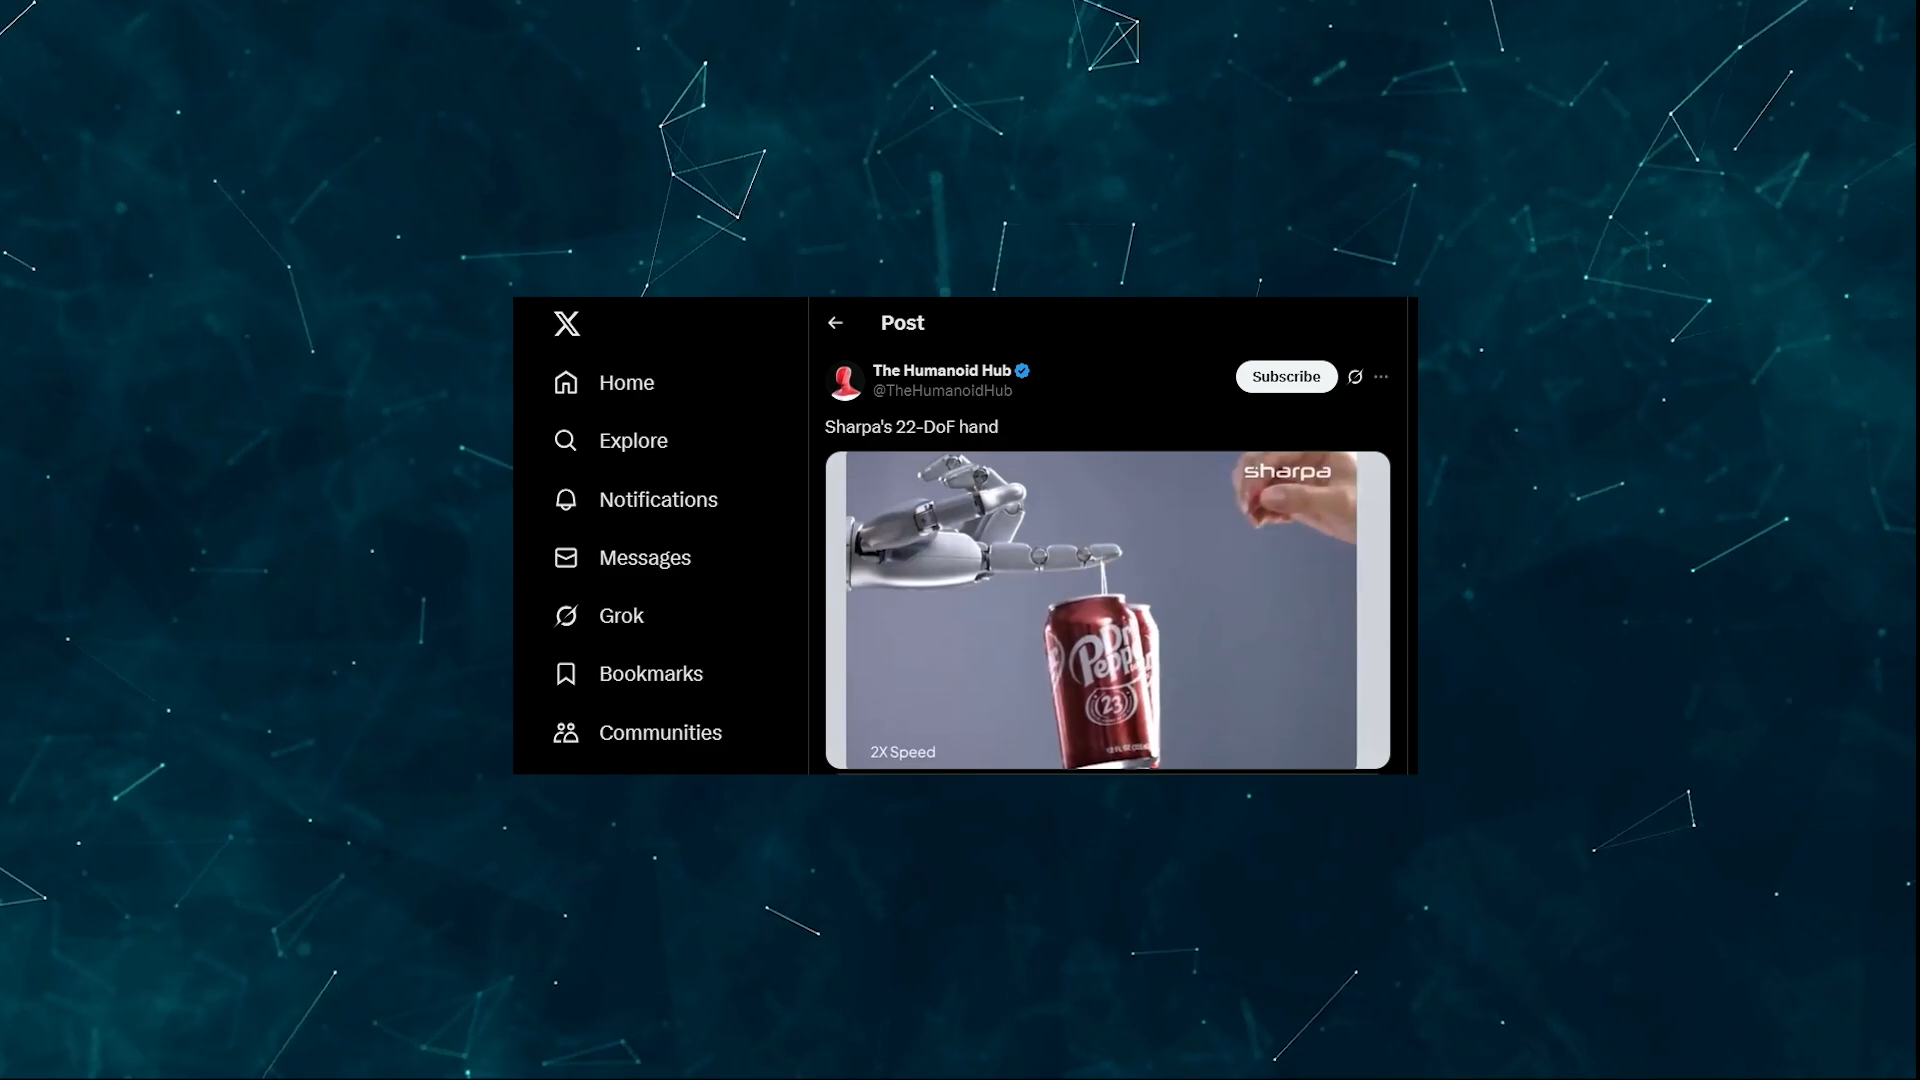 Home
Explore
Notifications
Messages
Grok
Bookmarks
Communities
Post
The Humanoid Hub
@TheHumanoidHub
Subscribe
Sharpa's 22-DoF hand
sharpa
Dr
Pepper
23
2X Speed